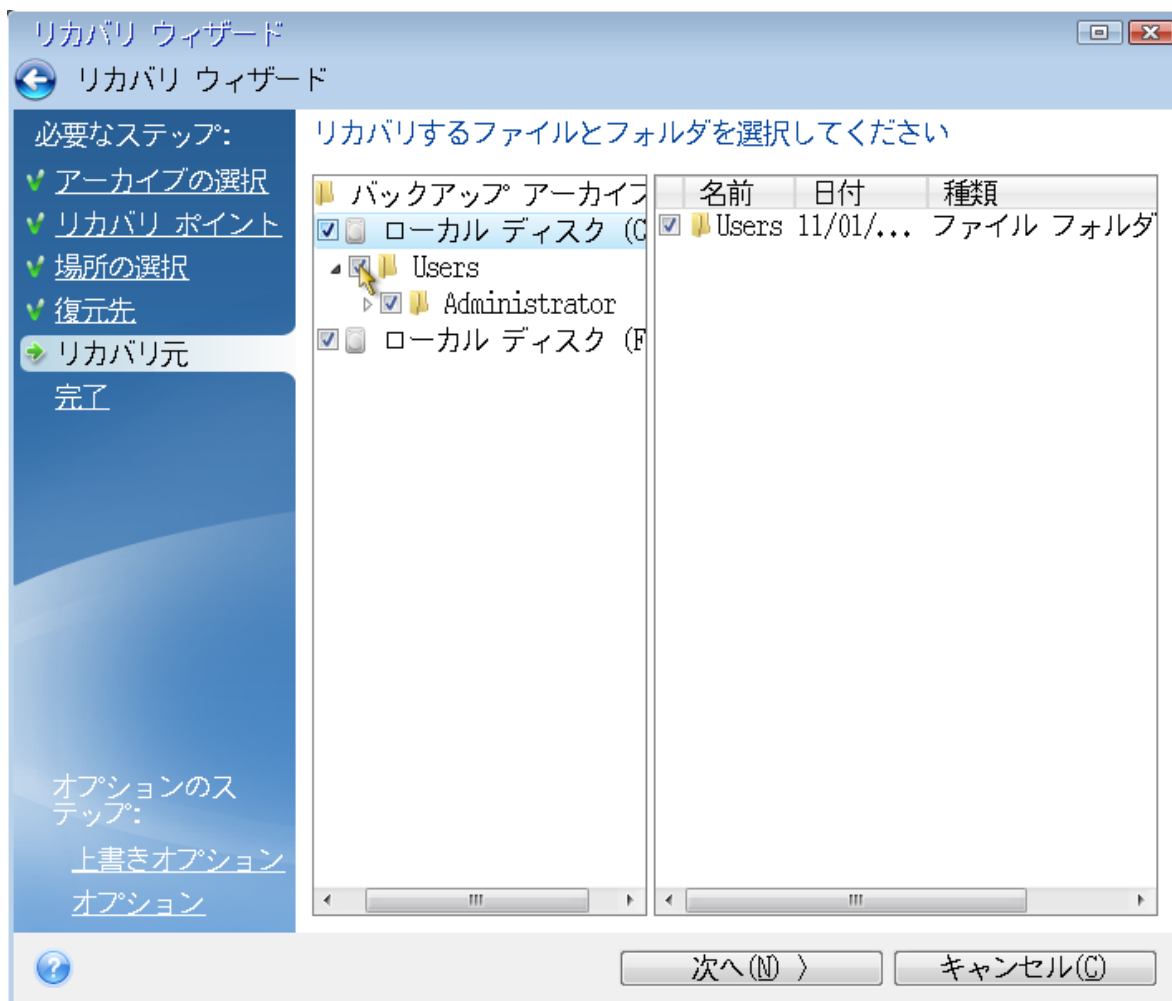 リカバリ ウィザード
リカバリ ウィザード
必要なステップ:
アーカイブの選択
リカバリ ポイント
場所の選択
復元先
リカバリ元
完了
オプションのス
テップ:
上書きオプション
オプション
リカバリするファイルとフォルダを選択してください
バックアップ アーカイブ
ローカル ディスク (C
Users
Administrator
ローカル ディスク (F
名前 日付 種類
Users 11/01/... ファイル フォルダ
次へ(N) 〉
キャンセル(C)